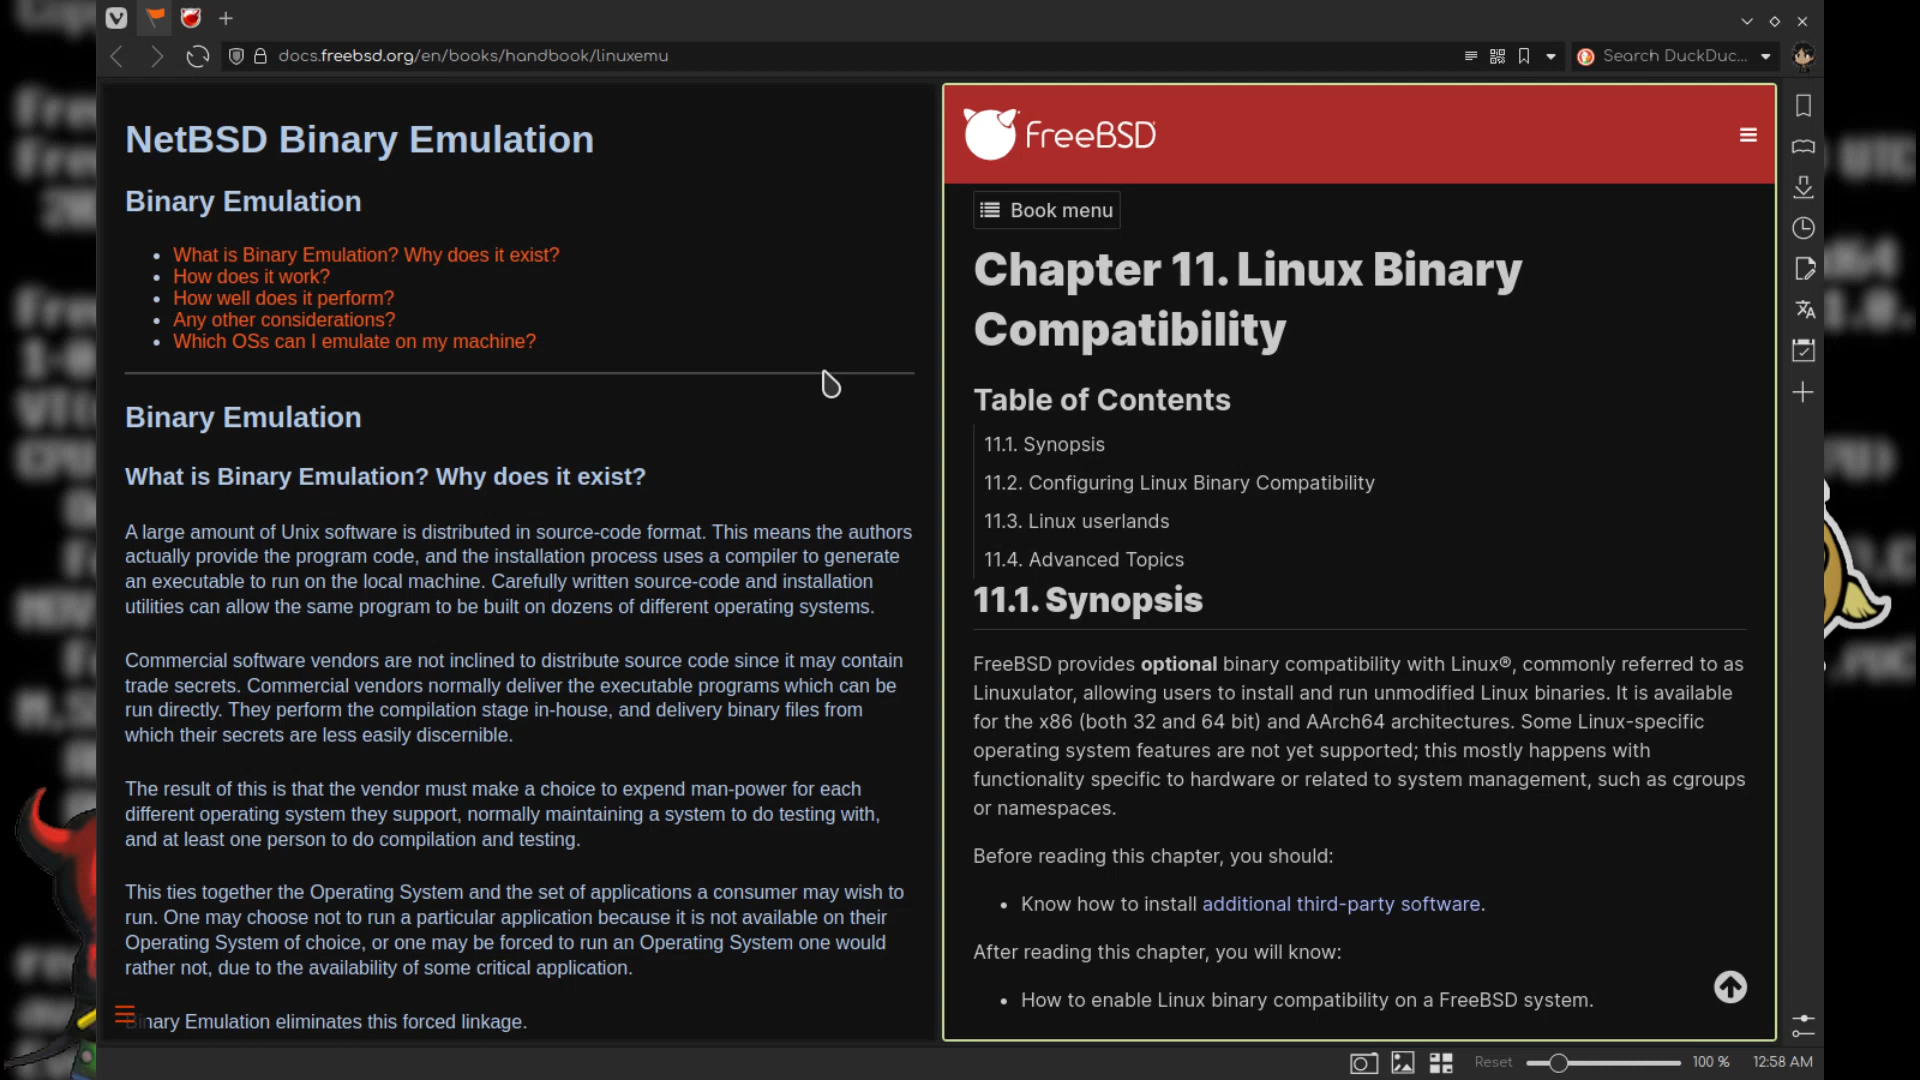 docs.freebsd.org/en/books/handbook/linuxemu
Search DuckDuc...
NetBSD Binary Emulation
Binary Emulation
• What is Binary Emulation? Why does it exist?
• How does it work?
• How well does it perform?
• Any other considerations?
• Which OSs can I emulate on my machine?
Binary Emulation
What is Binary Emulation? Why does it exist?
A large amount of Unix software is distributed in source-code format. This means the authors
actually provide the program code, and the installation process uses a compiler to generate
an executable to run on the local machine. Carefully written source-code and installation
utilities can allow the same program to be built on dozens of different operating systems.
Commercial software vendors are not inclined to distribute source code since it may contain
trade secrets. Commercial vendors normally deliver the executable programs which can be
run directly. They perform the compilation stage in-house, and delivery binary files from
which their secrets are less easily discernible.
The result of this is that the vendor must make a choice to expend man-power for each
different operating system they support, normally maintaining a system to do testing with,
and at least one person to do compilation and testing.
This ties together the Operating System and the set of applications a consumer may wish to
run. One may choose not to run a particular application because it is not available on their
Operating System of choice, or one may be forced to run an Operating System one would
rather not, due to the availability of some critical application.
Binary Emulation eliminates this forced linkage.
FreeBSD
Book menu
Chapter 11. Linux Binary
Compatibility
Table of Contents
11.1. Synopsis
11.2. Configuring Linux Binary Compatibility
11.3. Linux userlands
11.4. Advanced Topics
11.1. Synopsis
FreeBSD provides optional binary compatibility with Linux®, commonly referred to as
Linuxulator, allowing users to install and run unmodified Linux binaries. It is available
for the x86 (both 32 and 64 bit) and AArch64 architectures. Some Linux-specific
operating system features are not yet supported; this mostly happens with
functionality specific to hardware or related to system management, such as cgroups
or namespaces.
Before reading this chapter, you should:
• Know how to install additional third-party software.
After reading this chapter, you will know:
• How to enable Linux binary compatibility on a FreeBSD system.
Reset
100 %
12:58 AM